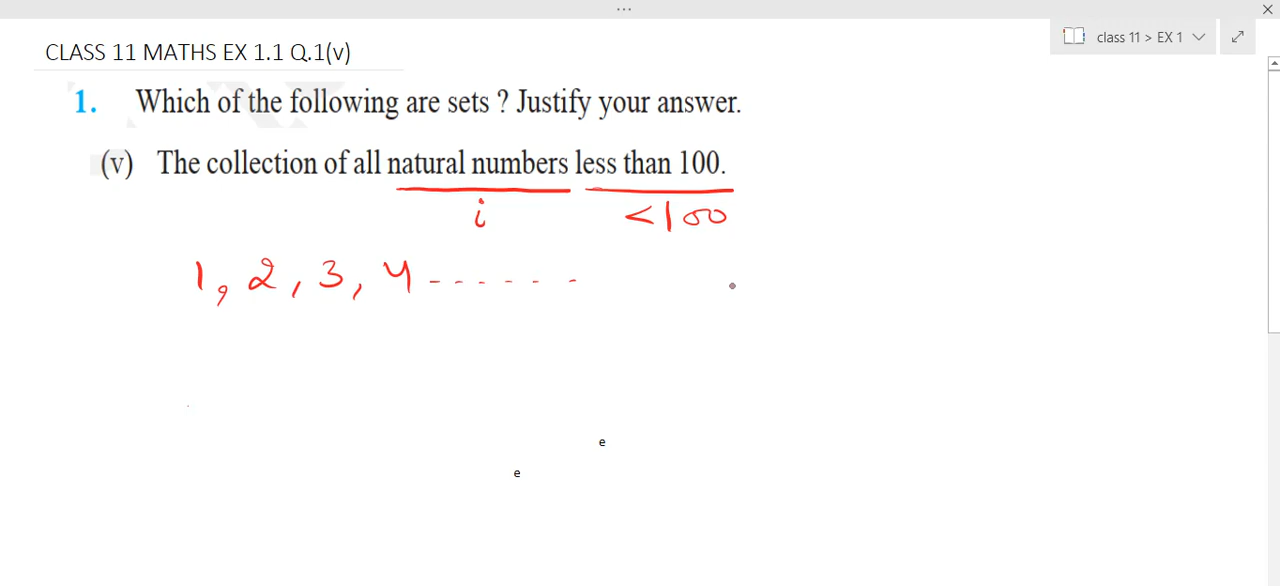 class 11 > EX 1
CLASS 11 MATHS EX 1.1 Q.1(v)
1. Which of the following are sets ? Justify your answer.
(v) The collection of all natural numbers less than 100.
i <100
1, 2, 3, 4 - - - - - -
e
e